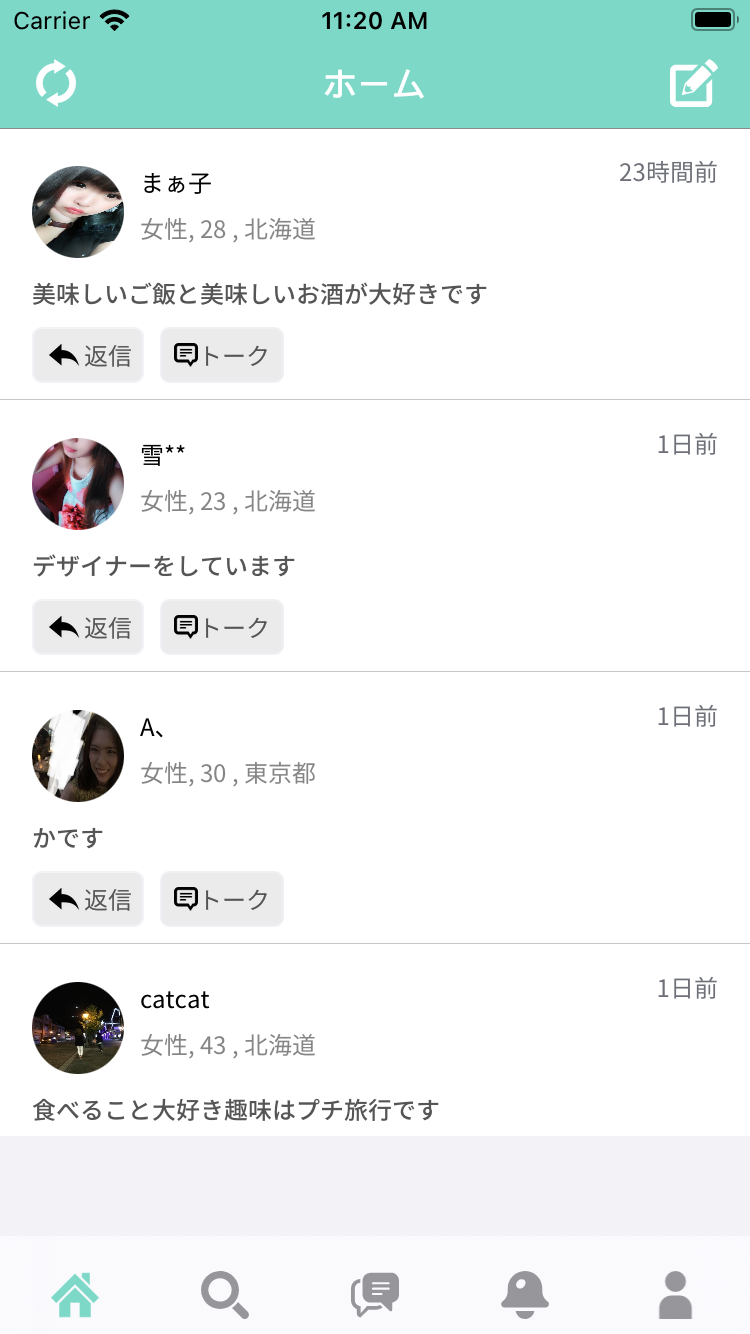 Carrier 11:20 AM
ホーム
まぁ子 23時間前
女性, 28 , 北海道
美味しいご飯と美味しいお酒が大好きです
返信 トーク
雪** 1日前
女性, 23 , 北海道
デザイナーをしています
返信 トーク
A、 1日前
女性, 30 , 東京都
かです
返信 トーク
catcat 1日前
女性, 43 , 北海道
食べること大好き趣味はプチ旅行です